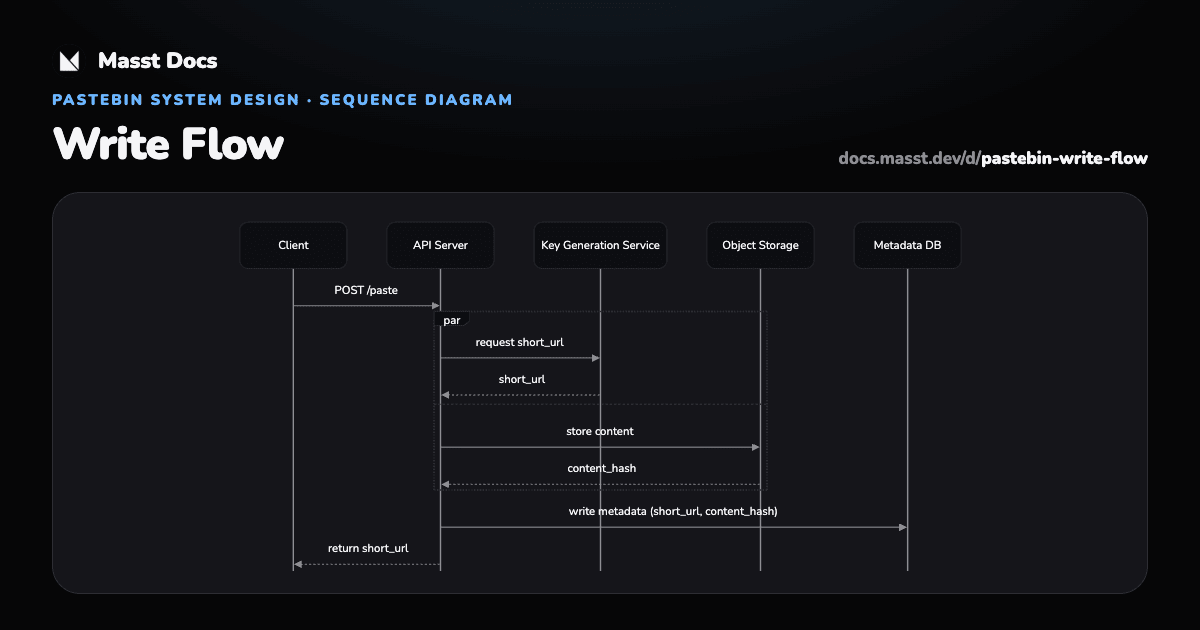 Masst Docs
PASTEBIN SYSTEM DESIGN · SEQUENCE DIAGRAM
Write Flow
docs.masst.dev/d/pastebin-write-flow
Client
API Server
Key Generation Service
Object Storage
Metadata DB
POST /paste
par
request short_url
short_url
store content
content_hash
write metadata (short_url, content_hash)
return short_url